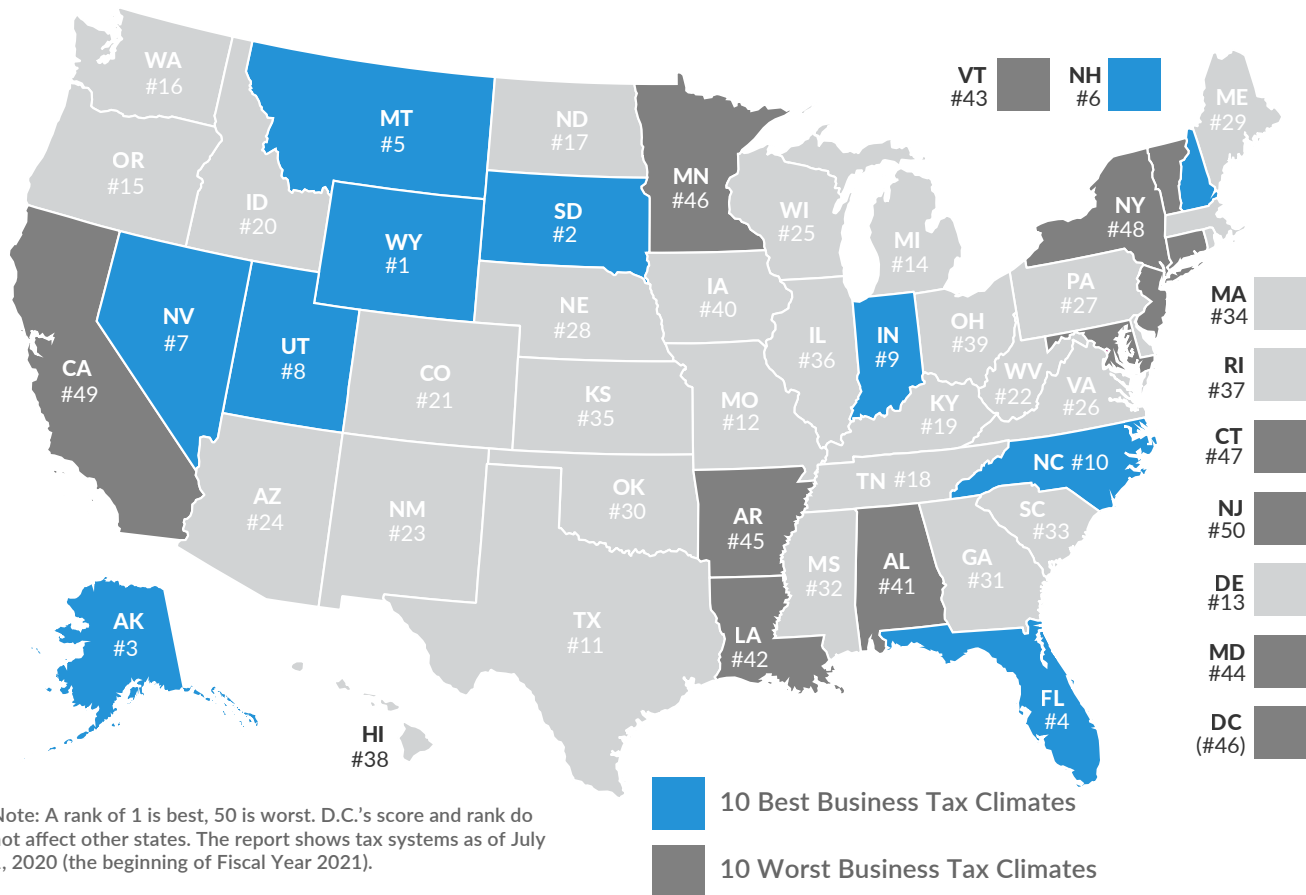 WA
#16
MT
#5
ND
#17
MN
#46
VT
#43
NH
#6
ME
#29
OR
#15
ID
#20
WY
#1
SD
#2
WI
#25
MI
#14
NY
#48
NV
#7
UT
#8
CA
#49
CO
#21
NE
#28
IA
#40
IL
#36
IN
#9
OH
#39
PA
#27
MA
#34
RI
#37
CT
#47
NJ
#50
DE
#13
MD
#44
DC
(#46)
KS
#35
MO
#12
KY
#19
WV
#22
VA
#26
AZ
#24
NM
#23
OK
#30
AR
#45
TN #18
NC #10
SC
#33
MS
#32
AL
#41
GA
#31
TX
#11
LA
#42
FL
#4
AK
#3
HI
#38
Note: A rank of 1 is best, 50 is worst. D.C.’s score and rank do
not affect other states. The report shows tax systems as of July
, 2020 (the beginning of Fiscal Year 2021).
10 Best Business Tax Climates
10 Worst Business Tax Climates